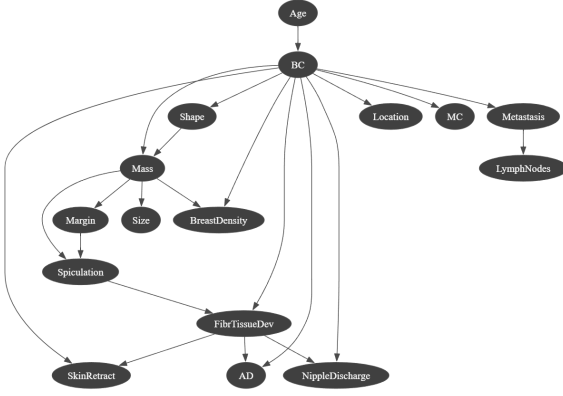 Age
BC
Shape
Location
MC
Metastasis
Mass
LymphNodes
Margin
Size
BreastDensity
Spiculation
FibrTissueDev
SkinRetract
AD
NippleDischarge